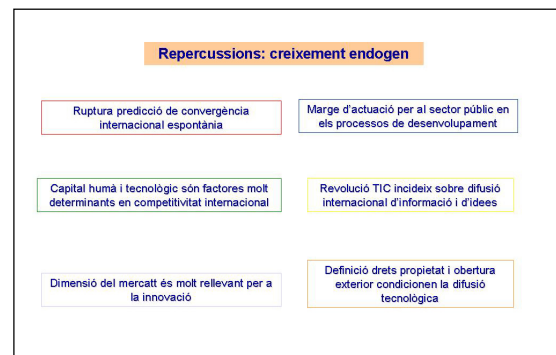 Repercussions: creixement endogen
Ruptura predicció de convergència
internacional espontània
Marge d'actuació per al sector públic en
els processos de desenvolupament
Capital humà i tecnològic són factores molt
determinants en competitivitat internacional
Revolució TIC incideix sobre difusió
internacional d'informació i d'idees
Dimensió del mercatt és molt rellevant per a
la innovació
Definició drets propietat i obertura
exterior condicionen la difusió
tecnològica